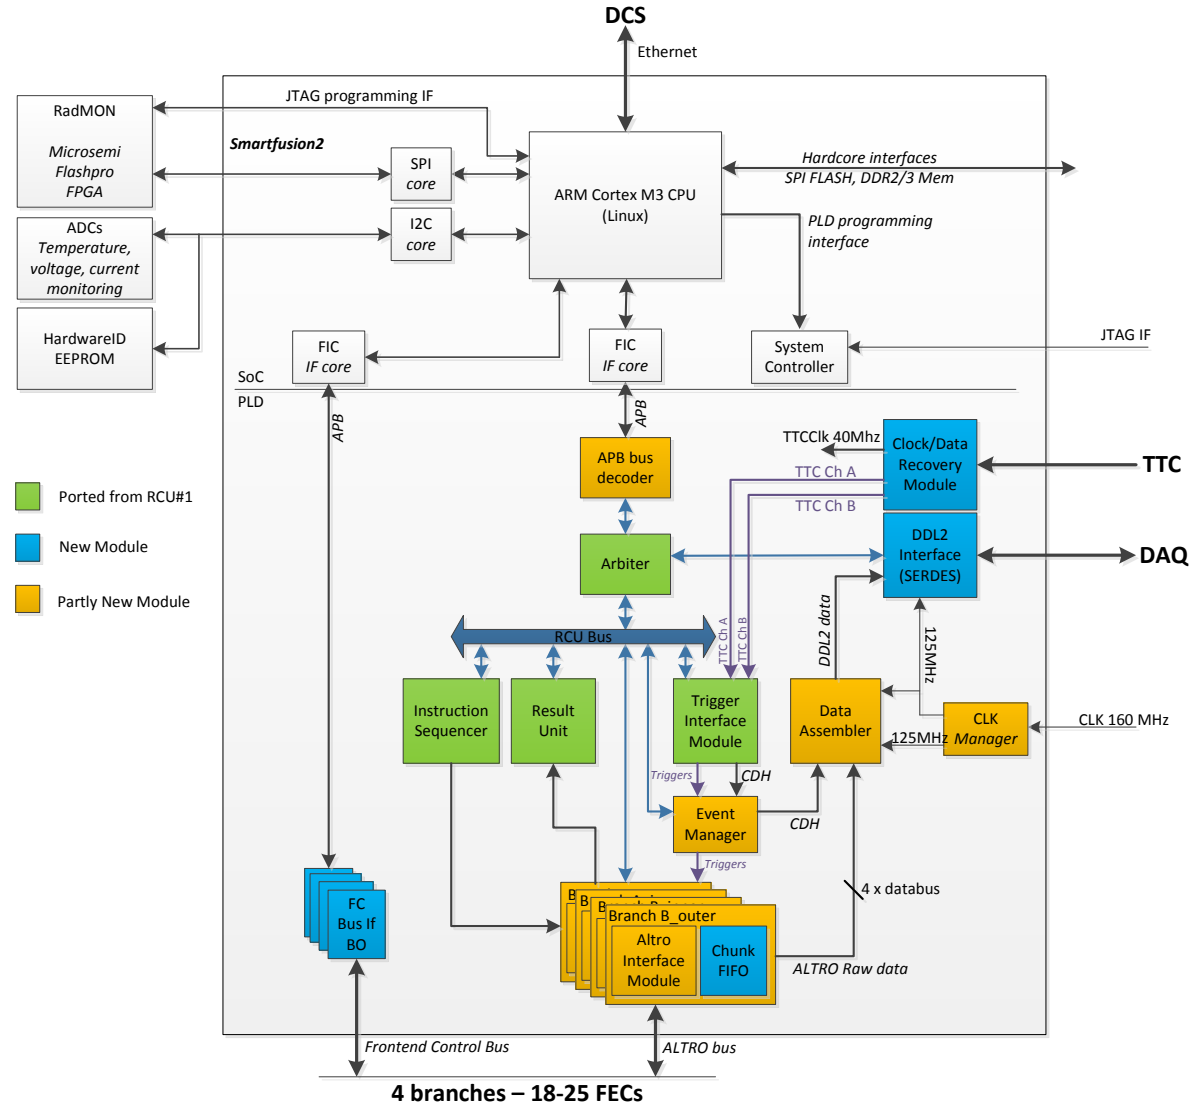 DCS
Ethernet
JTAG programming IF
RadMON
Microsemi
Flashpro
FPGA
Smartfusion2
SPI
core
ARM Cortex M3 CPU
(Linux)
Hardcore interfaces
SPI FLASH, DDR2/3 Mem
ADCs
Temperature,
voltage, current
monitoring
I2C
core
PLD programming
interface
HardwareID
EEPROM
FIC
IF core
FIC
IF core
System
Controller
JTAG IF
SoC
PLD
APB
APB
APB bus
decoder
TTCClk 40Mhz
Clock/Data
Recovery
Module
TTC
TTC Ch A
TTC Ch B
Ported from RCU#1
New Module
Partly New Module
Arbiter
DDL2
Interface
(SERDES)
DAQ
RCU Bus
TTC Ch A
TTC Ch B
DDL2 data
125MHz
Instruction
Sequencer
Result
Unit
Trigger
Interface
Module
Data
Assembler
CLK
Manager
CLK 160 MHz
125MHz
Triggers
CDH
Event
Manager
CDH
Triggers
4 x databus
FC
Bus If
BO
Branch B_outer
Altro
Interface
Module
Chunk
FIFO
ALTRO Raw data
Frontend Control Bus
ALTRO bus
4 branches – 18-25 FECs